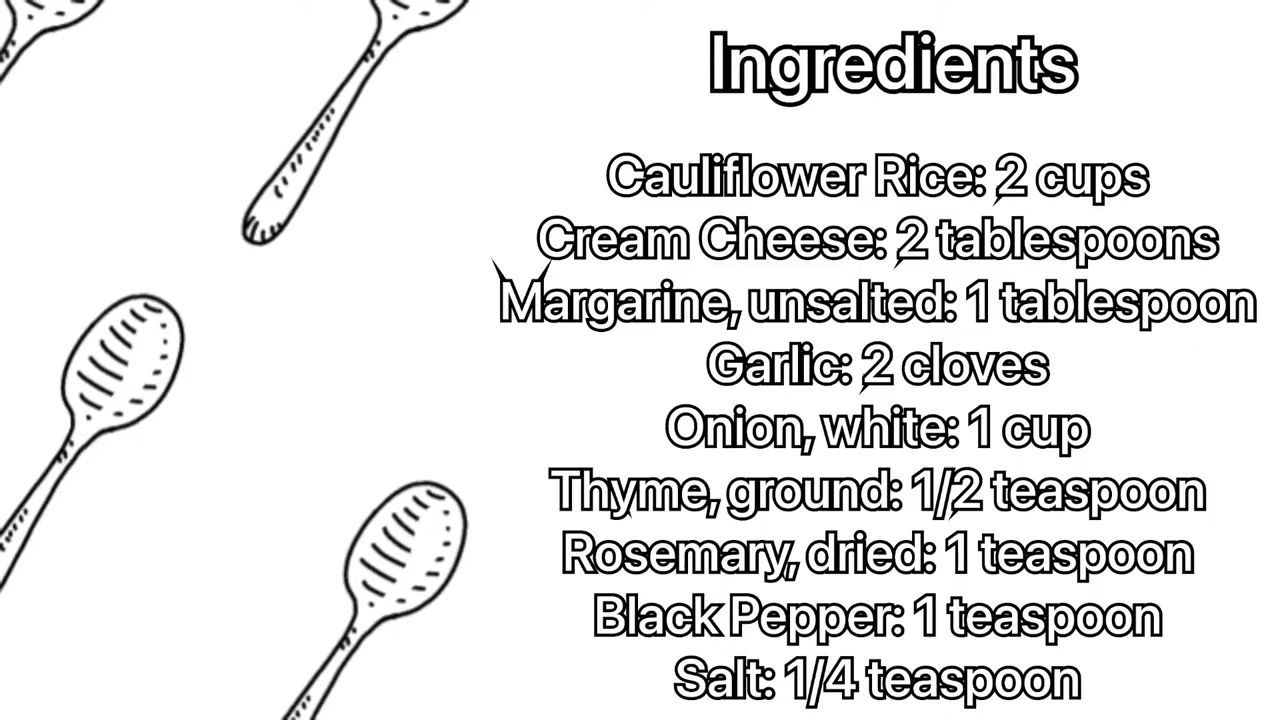 Ingredients
Cauliflower Rice: 2 cups
Cream Cheese: 2 tablespoons
Margarine, unsalted: 1 tablespoon
Garlic: 2 cloves
Onion, white: 1 cup
Thyme, ground: 1/2 teaspoon
Rosemary, dried: 1 teaspoon
Black Pepper: 1 teaspoon
Salt: 1/4 teaspoon